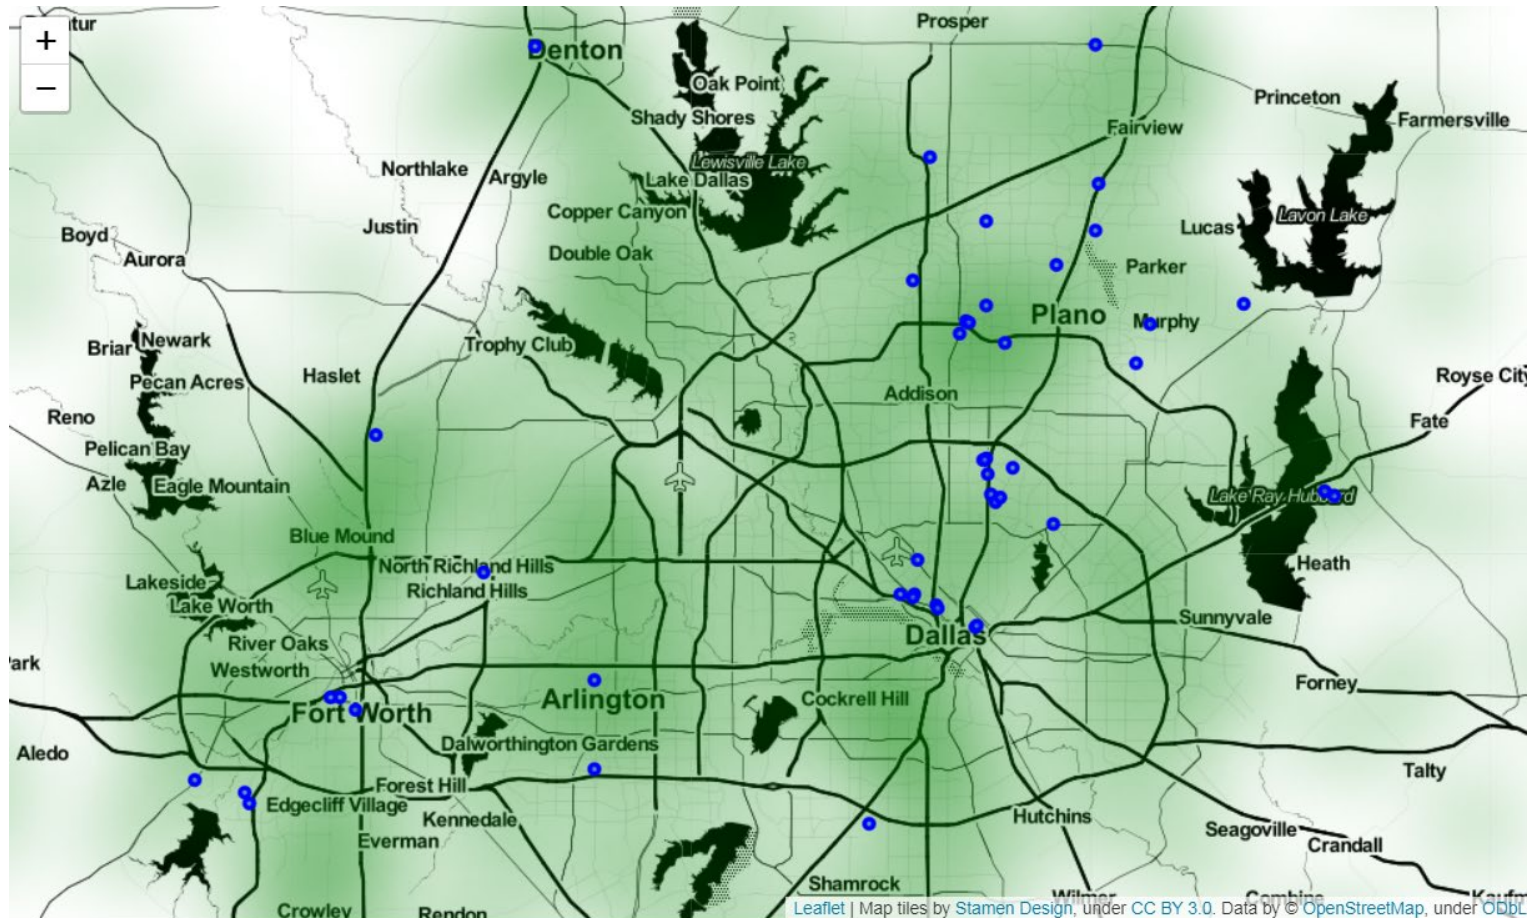 +
−
Prosper
Denton
Oak Point
Princeton
Farmersville
Shady Shores
Fairview
Northlake
Argyle
Lewisville Lake
Lake Dallas
Copper Canyon
Justin
Lavon Lake
Lucas
Boyd
Aurora
Double Oak
Parker
Plano
Murphy
Briar
Newark
Trophy Club
Pecan Acres
Haslet
Addison
Royse City
Reno
Fate
Pelican Bay
Azle
Eagle Mountain
Lake Ray Hubbard
Blue Mound
North Richland Hills
Heath
Lakeside
Richland Hills
Lake Worth
Sunnyvale
River Oaks
Dallas
Westworth
Forney
Arlington
Cockrell Hill
Fort Worth
Dalworthington Gardens
Aledo
Talty
Forest Hill
Edgecliff Village
Kennedale
Hutchins
Seagoville
Everman
Crandall
Shamrock
Wilmer
Combine
Crowley
Rendon
Leaflet | Map tiles by Stamen Design, under CC BY 3.0. Data by © OpenStreetMap, under ODbL